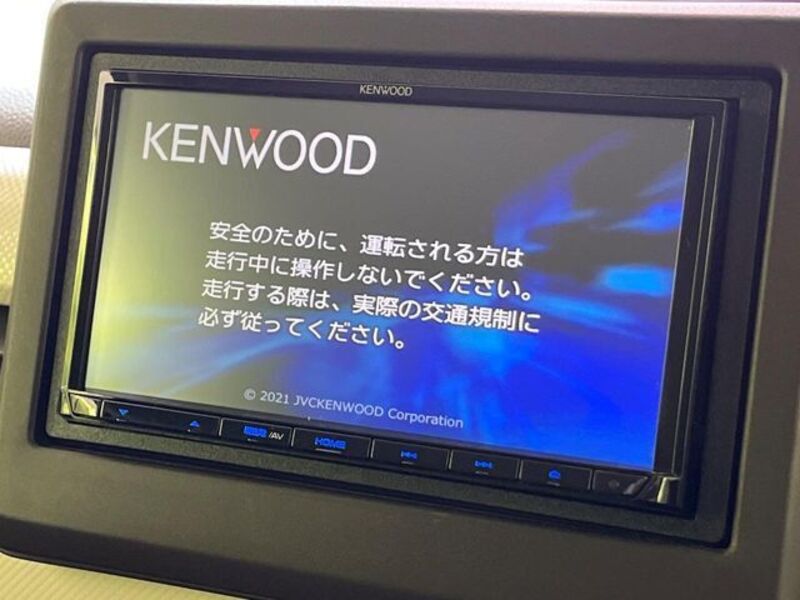 KENWOOD
KENWOOD
安全のために、運転される方は
走行中に操作しないでください。
走行する際は、実際の交通規制に
必ず従ってください。
© 2021 JVCKENWOOD Corporation
/AV
HOME